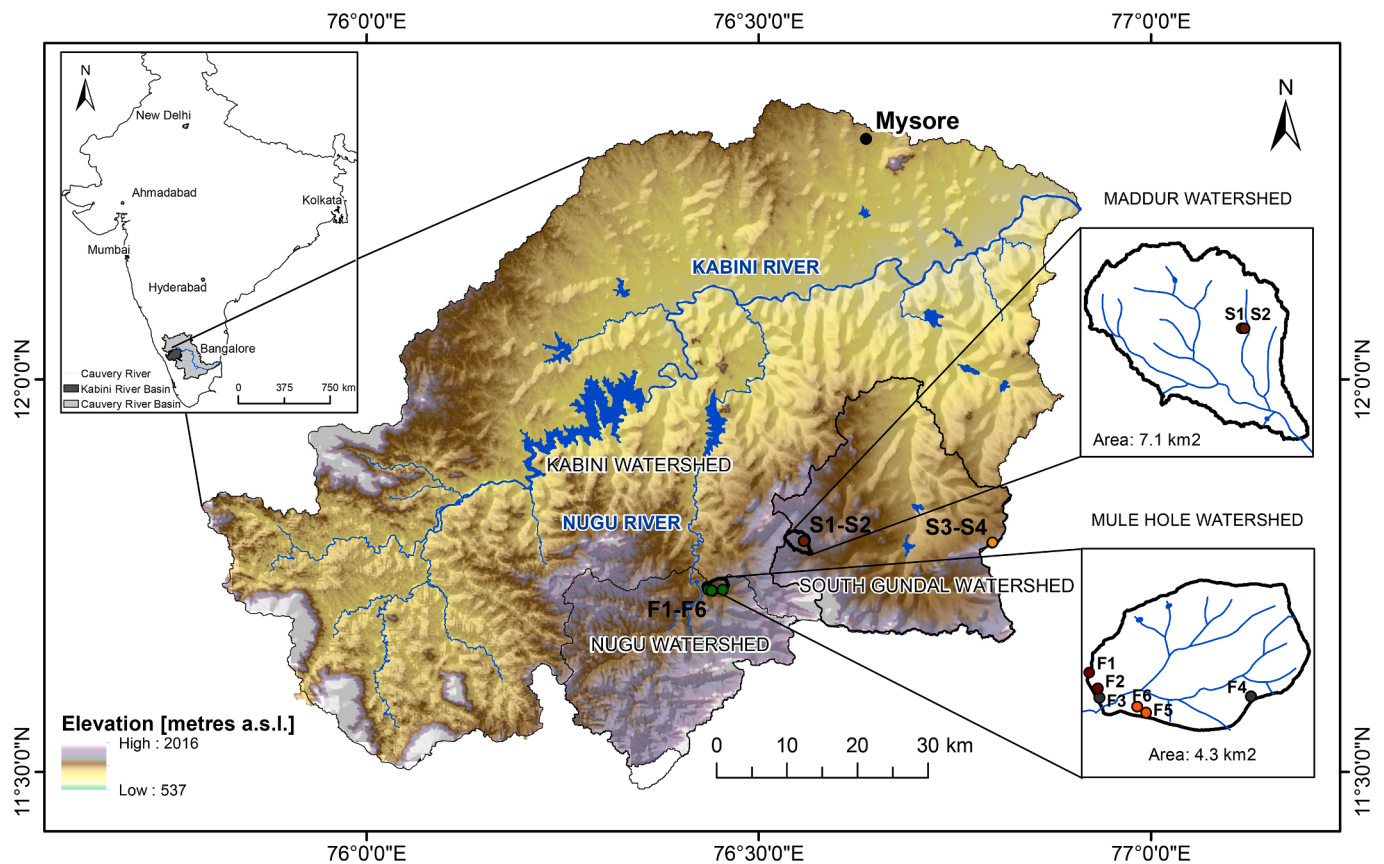 76°0'0"E
76°30'0"E
77°0'0"E
N
New Delhi
Ahmadabad
Kolkata
Mumbai
Hyderabad
Bangalore
Cauvery River
Kabini River Basin
Cauvery River Basin
0 375 750 km
Mysore
N
KABINI RIVER
MADDUR WATERSHED
S1 S2
Area: 7.1 km2
12°0'0"N
12°0'0"N
KABINI WATERSHED
NUGU RIVER
S1-S2
S3-S4
MULE HOLE WATERSHED
SOUTH GUNDAL WATERSHED
F1-F6
NUGU WATERSHED
F1
F2
F3
F6
F5
F4
Area: 4.3 km2
Elevation [metres a.s.l.]
High : 2016
Low : 537
0 10 20 30 km
11°30'0"N
11°30'0"N
76°0'0"E
76°30'0"E
77°0'0"E